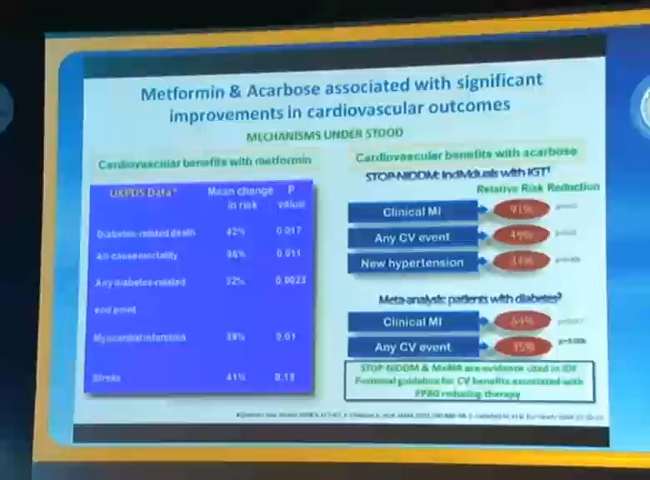 Metformin & Acarbose associated with significant
improvements in cardiovascular outcomes
MECHANISMS UNDER STOOD
Cardiovascular benefits with metformin
UKPDS Data*
Mean change
in risk
P
value
Diabetes-related death 42% 0.017
All-cause mortality 36% 0.011
Any diabetes-related 32% 0.0023
end point
Myocardial infarction 39% 0.01
Stroke 41% 0.13
Cardiovascular benefits with acarbose
STOP-NIDDM: Individuals with IGT¹
Relative Risk Reduction
Clinical MI 91%
Any CV event 49%
New hypertension 34%
Meta-analysis: patients with diabetes²
Clinical MI 64%
Any CV event 35%
STOP-NIDDM & MeRIA are evidence cited in IDF
guideline for CV benefits associated with
PPBG reducing therapy